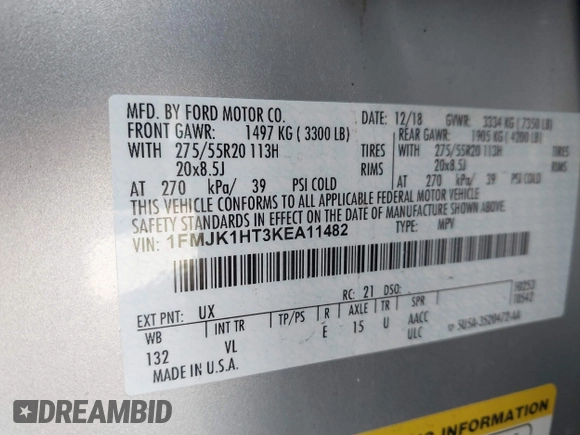 MFD. BY FORD MOTOR CO.
DATE: 12/18 GVWR: 3334 KG ( 7350 LB)
FRONT GAWR: 1497 KG ( 3300 LB)
REAR GAWR: 1905 KG ( 4200 LB)
WITH 275/55R20 113H TIRES
WITH 275/55R20 113H TIRES
20x8.5J RIMS
20x8.5J RIMS
AT 270 kPa/ 39 PSI COLD
AT 270 kPa/ 39 PSI COLD
THIS VEHICLE CONFORMS TO ALL APPLICABLE FEDERAL MOTOR VEHICLE
SAFETY STANDARDS IN EFFECT ON THE DATE OF MANUFACTURE SHOWN ABOVE.
VIN: 1FMJK1HT3KEA11482 TYPE: MPV
EXT PNT: UX RC: 21 DSO:
WB INT TR TP/PS R AXLE TR SPR
132 VL E 15 U AACC
ULC
MADE IN U.S.A.
NG INFORMATION
DREAMBID